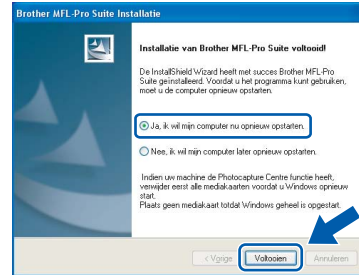 Brother MFL-Pro Suite Installatie
Installatie van Brother MFL-Pro Suite voltooid!
De InstallShield Wizard heeft met succes Brother MFL-Pro
Suite geïnstalleerd. Voordat u het programma kunt gebruiken,
moet u de computer opnieuw opstarten.
Ja, ik wil mijn computer nu opnieuw opstarten.
Nee, ik wil mijn computer later opnieuw opstarten.
Indien uw machine de Photocapture Centre functie heeft,
verwijder eerst alle mediakaarten voordat u Windows opnieuw
start.
Plaats geen mediakaart totdat Windows geheel is opgestart.
< Vorige Voltooien Annuleren